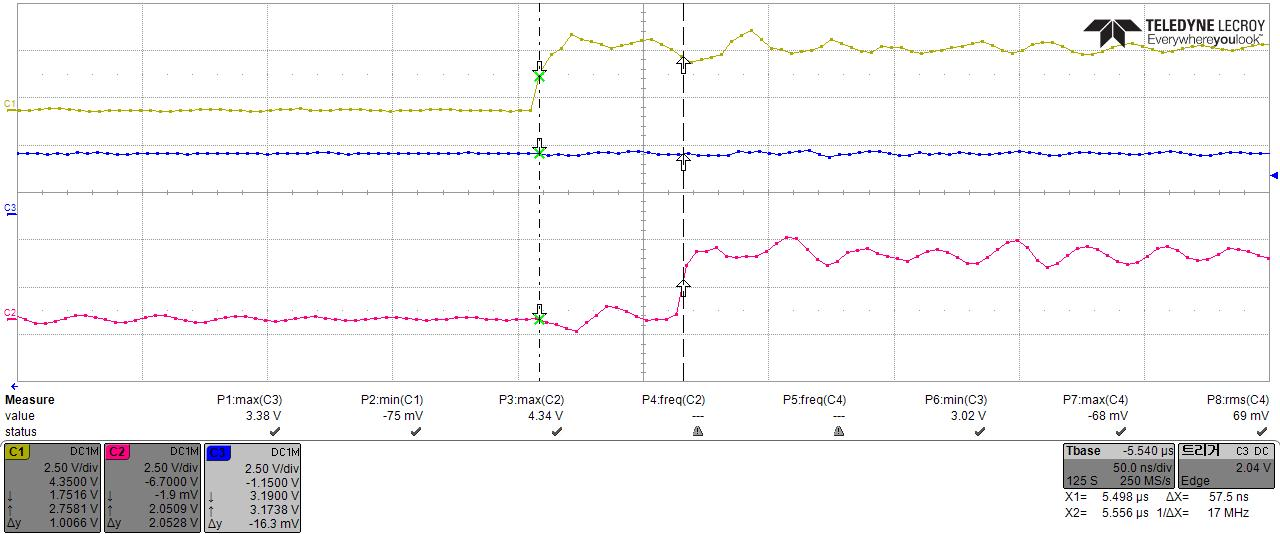 TELEDYNE LECROY
Everywhereyoulook™
C1
C3
C2
Measure P1:max(C3) P2:min(C1) P3:max(C2) P4:freq(C2) P5:freq(C4) P6:min(C3) P7:max(C4) P8:rms(C4)
value 3.38 V -75 mV 4.34 V --- --- 3.02 V -68 mV 69 mV
status
C1 DC1M
2.50 V/div
4.3500 V
↓ 1.7516 V
↑ 2.7581 V
Δy 1.0066 V
C2 DC1M
2.50 V/div
-6.7000 V
↓ -1.9 mV
↑ 2.0509 V
Δy 2.0528 V
C3 DC1M
2.50 V/div
-1.1500 V
↓ 3.1900 V
↑ 3.1738 V
Δy -16.3 mV
Tbase -5.540 µs
50.0 ns/div
125 S 250 MS/s
트리거 C3 DC
2.04 V
Edge
X1= 5.498 µs ΔX= 57.5 ns
X2= 5.556 µs 1/ΔX= 17 MHz